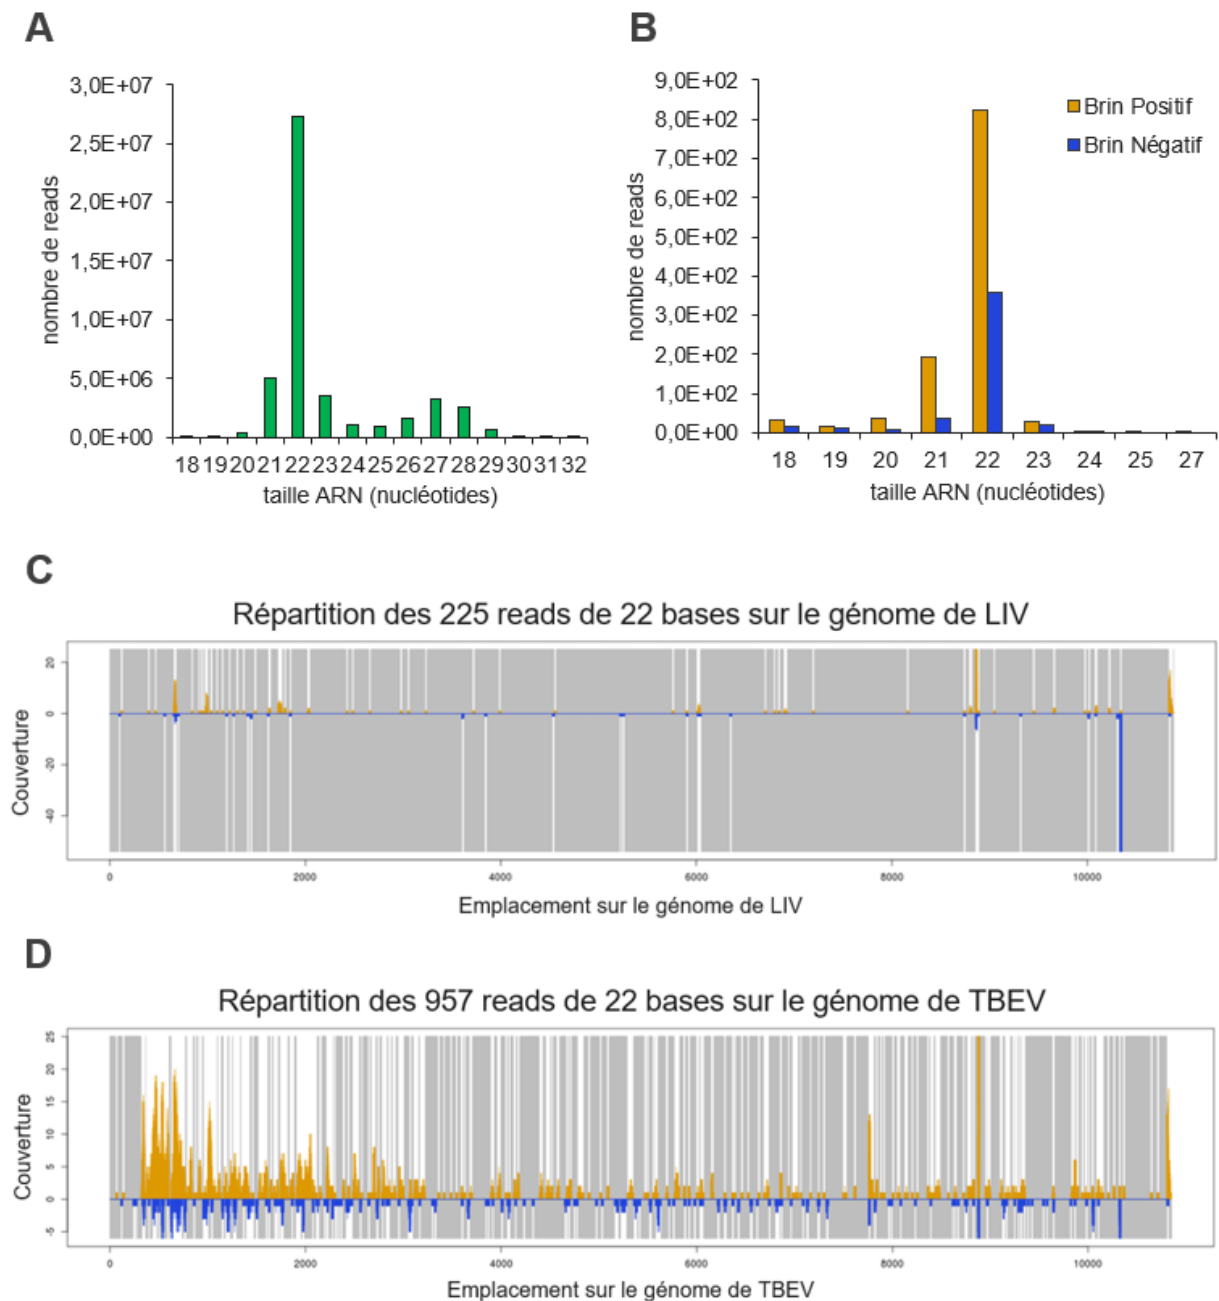 A
B
3,0E+07
2,5E+07
2,0E+07
1,5E+07
1,0E+07
5,0E+06
0,0E+00
nombre de reads
18 19 20 21 22 23 24 25 26 27 28 29 30 31 32
taille ARN (nucléotides)
9,0E+02
8,0E+02
7,0E+02
6,0E+02
5,0E+02
4,0E+02
3,0E+02
2,0E+02
1,0E+02
0,0E+00
nombre de reads
Brin Positif
Brin Négatif
18 19 20 21 22 23 24 25 27
taille ARN (nucléotides)
C
Répartition des 225 reads de 22 bases sur le génome de LIV
Couverture
20
0
-20
-40
0 2000 4000 6000 8000 10000
Emplacement sur le génome de LIV
D
Répartition des 957 reads de 22 bases sur le génome de TBEV
Couverture
25
20
15
10
5
0
-5
0 2000 4000 6000 8000 10000
Emplacement sur le génome de TBEV